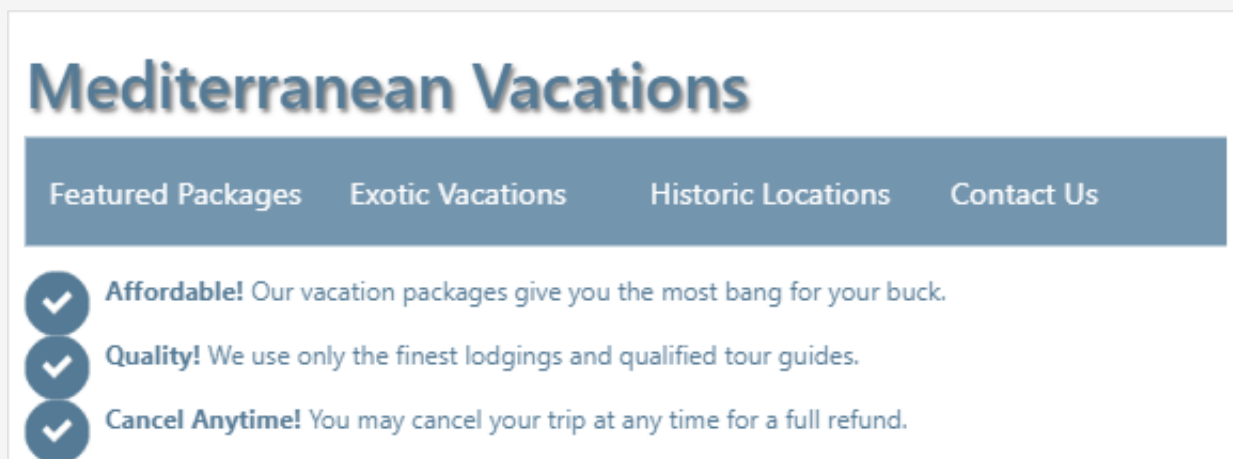 Mediterranean Vacations
Featured Packages Exotic Vacations Historic Locations Contact Us
Affordable! Our vacation packages give you the most bang for your buck.
Quality! We use only the finest lodgings and qualified tour guides.
Cancel Anytime! You may cancel your trip at any time for a full refund.